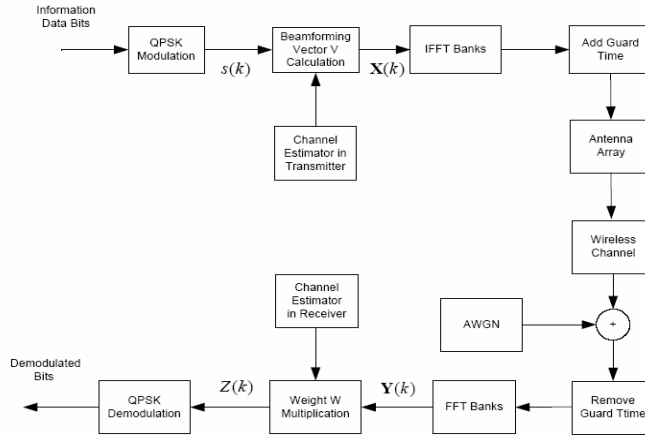 Information
Data Bits
QPSK
Modulation
s(k)
Beamforming
Vector V
Calculation
X(k)
IFFT Banks
Add Guard
Time
Channel
Estimator in
Transmitter
Antenna
Array
Wireless
Channel
Channel
Estimator
in Receiver
AWGN
+
Demodulated
Bits
QPSK
Demodulation
Z(k)
Weight W
Multiplication
Y(k)
FFT Banks
Remove
Guard Ttime